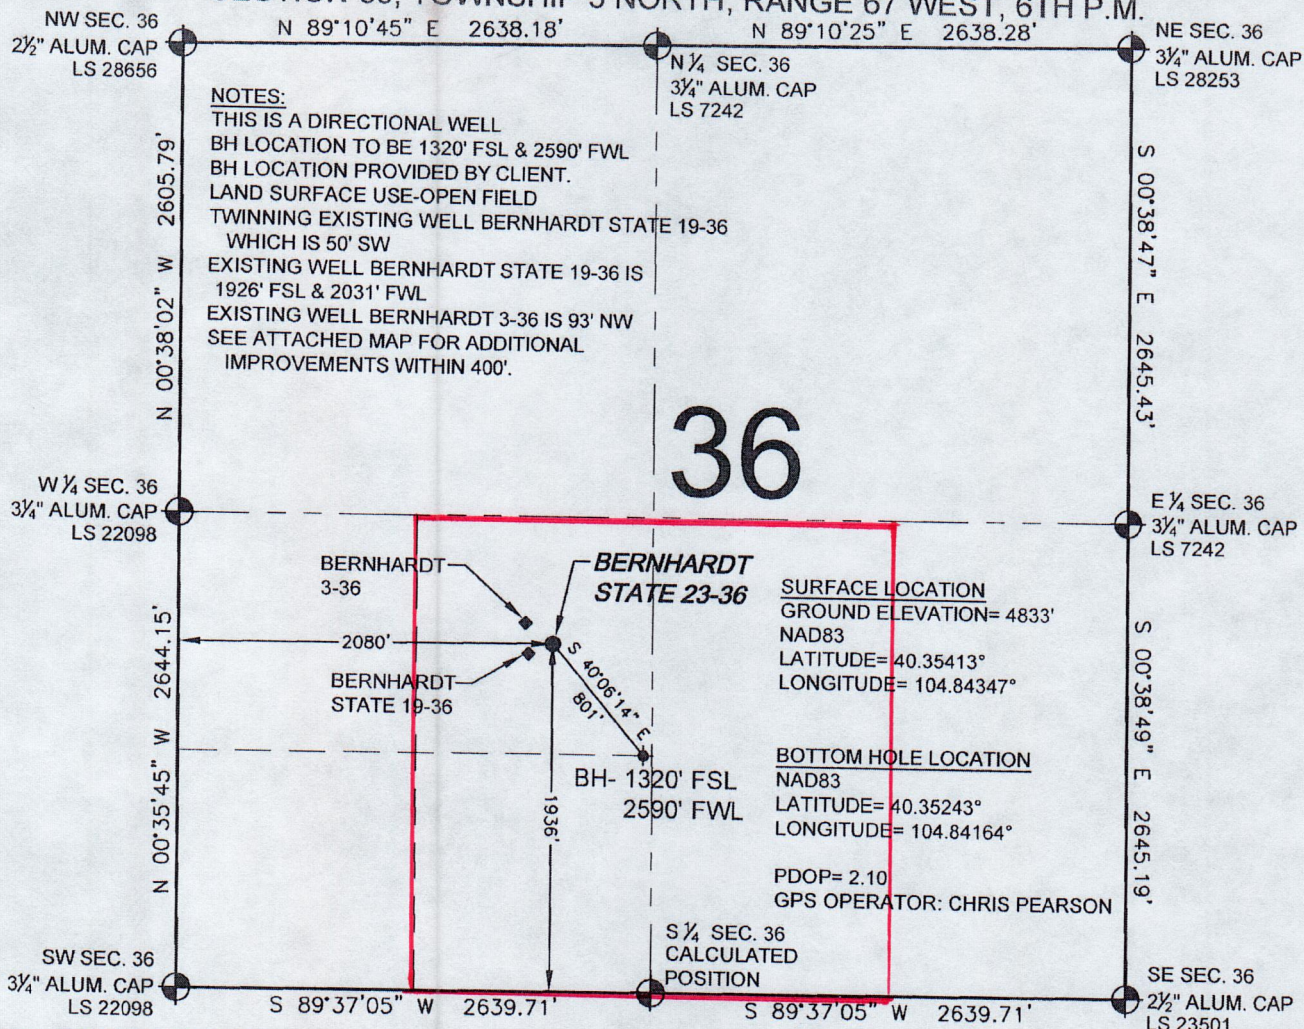 SECTION 36, TOWNSHIP 5 NORTH, RANGE 67 WEST, 6TH P.M.
NW SEC. 36
2½" ALUM. CAP
LS 28656
N 89°10'45" E 2638.18'
N ¼ SEC. 36
3¼" ALUM. CAP
LS 7242
N 89°10'25" E 2638.28'
NE SEC. 36
3¼" ALUM. CAP
LS 28253
NOTES:
THIS IS A DIRECTIONAL WELL
BH LOCATION TO BE 1320' FSL & 2590' FWL
BH LOCATION PROVIDED BY CLIENT.
LAND SURFACE USE-OPEN FIELD
TWINNING EXISTING WELL BERNHARDT STATE 19-36
WHICH IS 50' SW
EXISTING WELL BERNHARDT STATE 19-36 IS
1926' FSL & 2031' FWL
EXISTING WELL BERNHARDT 3-36 IS 93' NW
SEE ATTACHED MAP FOR ADDITIONAL
IMPROVEMENTS WITHIN 400'.
N 00°38'02" W 2605.79'
S 00°38'47" E 2645.43'
36
W ¼ SEC. 36
3¼" ALUM. CAP
LS 22098
E ¼ SEC. 36
3¼" ALUM. CAP
LS 7242
BERNHARDT
3-36
BERNHARDT
STATE 23-36
2080'
BERNHARDT
STATE 19-36
S 40°06'14" E
801'
1936'
BH- 1320' FSL
2590' FWL
SURFACE LOCATION
GROUND ELEVATION= 4833'
NAD83
LATITUDE= 40.35413°
LONGITUDE= 104.84347°
BOTTOM HOLE LOCATION
NAD83
LATITUDE= 40.35243°
LONGITUDE= 104.84164°
PDOP= 2.10
GPS OPERATOR: CHRIS PEARSON
N 00°35'45" W 2644.15'
S 00°38'49" E 2645.19'
SW SEC. 36
3¼" ALUM. CAP
LS 22098
S 89°37'05" W 2639.71'
S ¼ SEC. 36
CALCULATED
POSITION
S 89°37'05" W 2639.71'
SE SEC. 36
2½" ALUM. CAP
LS 23501